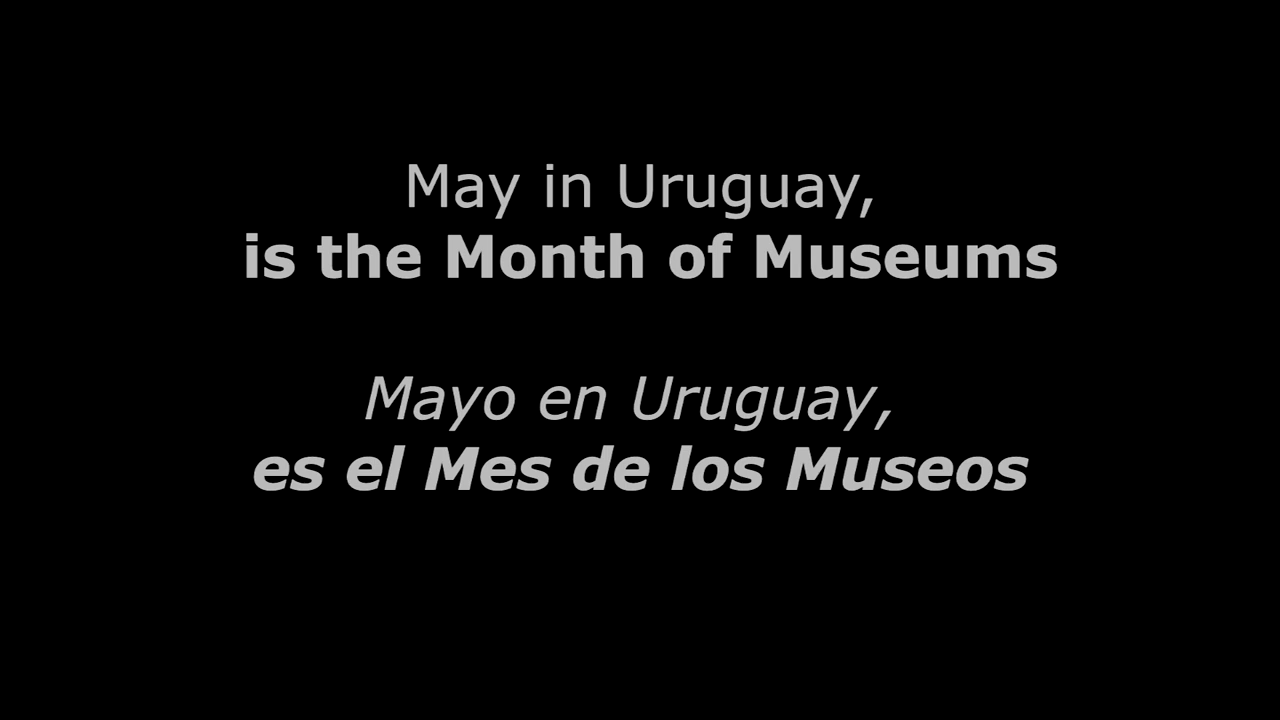 May in Uruguay,
is the Month of Museums
Mayo en Uruguay,
es el Mes de los Museos